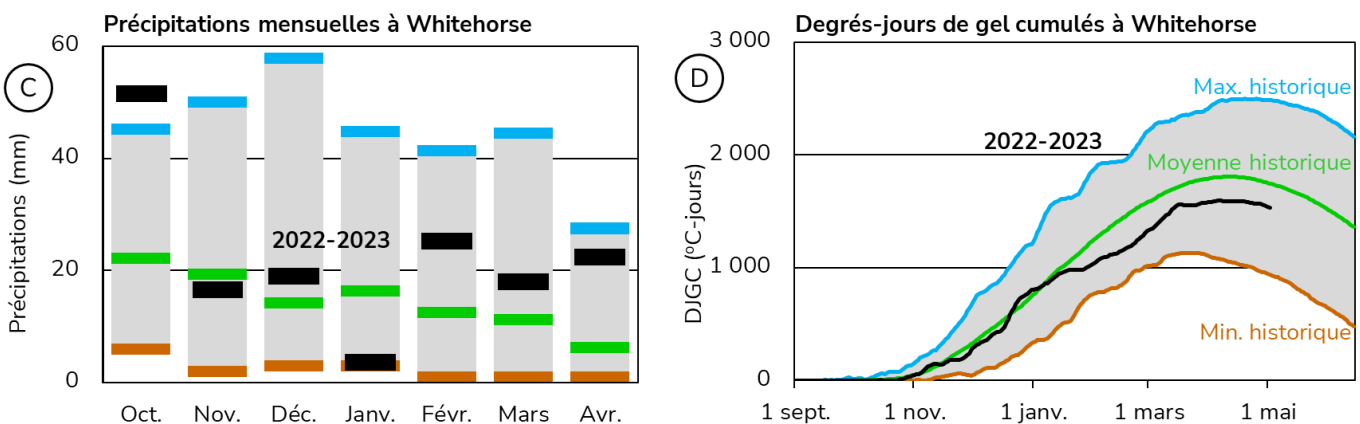 Précipitations mensuelles à Whitehorse
C
Précipitations (mm)
60
40
20
0
2022-2023
Oct. Nov. Déc. Janv. Févr. Mars Avr.
Degrés-jours de gel cumulés à Whitehorse
D
DJGC (°C-jours)
3 000
2 000
1 000
0
Max. historique
2022-2023
Moyenne historique
Min. historique
1 sept. 1 nov. 1 janv. 1 mars 1 mai